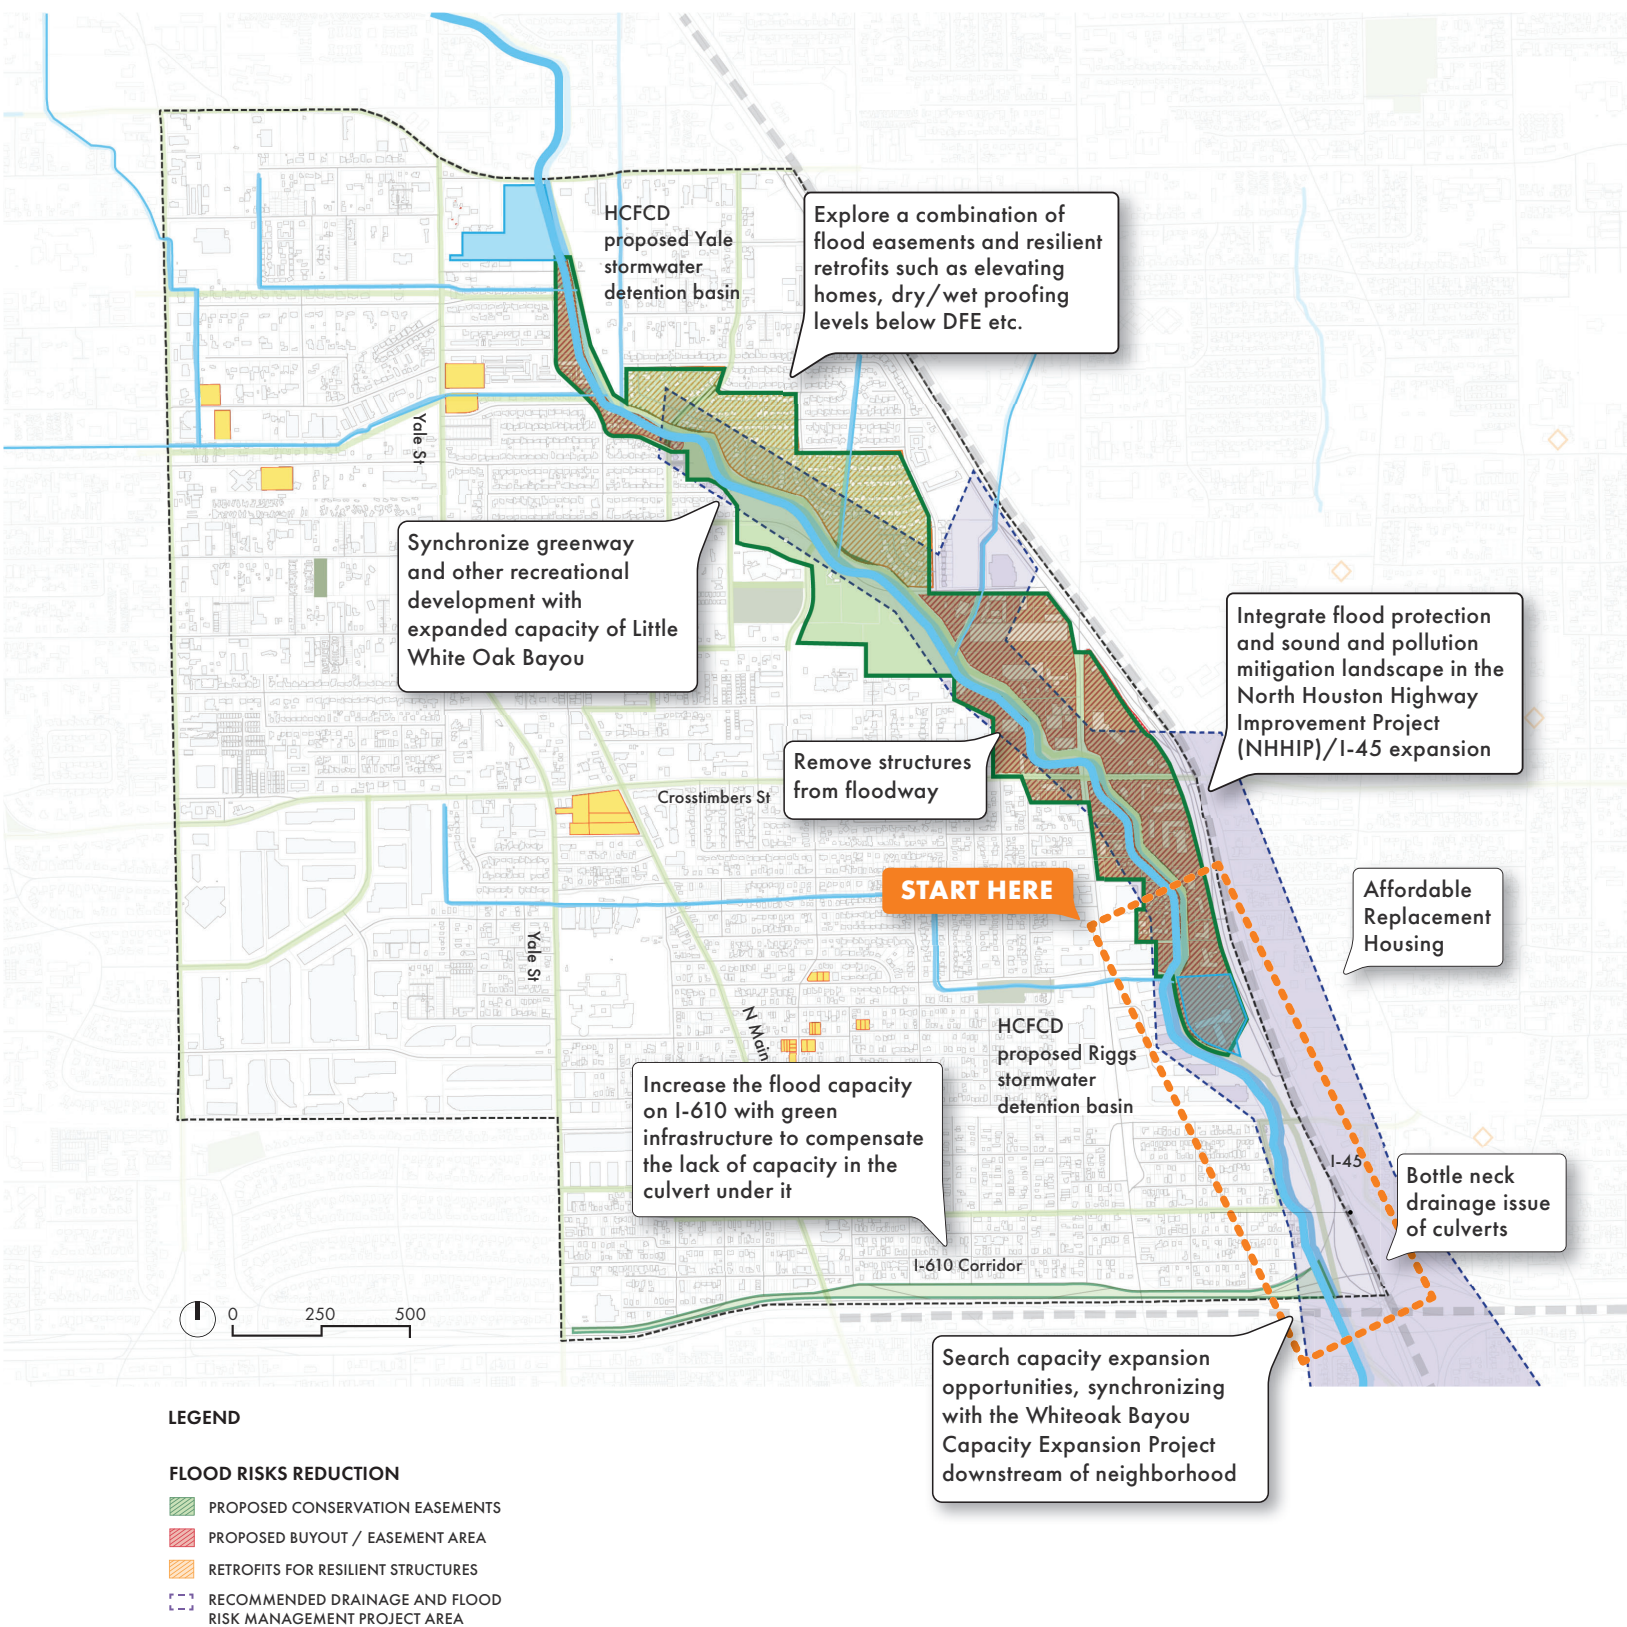 HCFCD
proposed Yale
stormwater
detention basin
Explore a combination of
flood easements and resilient
retrofits such as elevating
homes, dry/wet proofing
levels below DFE etc.
Yale St
Synchronize greenway
and other recreational
development with
expanded capacity of Little
White Oak Bayou
Integrate flood protection
and sound and pollution
mitigation landscape in the
North Houston Highway
Improvement Project
(NHHIP)/I-45 expansion
Remove structures
from floodway
Crosstimbers St
START HERE
Affordable
Replacement
Housing
Yale St
N Main
HCFCD
proposed Riggs
stormwater
detention basin
Increase the flood capacity
on I-610 with green
infrastructure to compensate
the lack of capacity in the
culvert under it
I-45
Bottle neck
drainage issue
of culverts
I-610 Corridor
0 250 500
Search capacity expansion
opportunities, synchronizing
with the Whiteoak Bayou
Capacity Expansion Project
downstream of neighborhood
LEGEND
FLOOD RISKS REDUCTION
PROPOSED CONSERVATION EASEMENTS
PROPOSED BUYOUT / EASEMENT AREA
RETROFITS FOR RESILIENT STRUCTURES
RECOMMENDED DRAINAGE AND FLOOD
RISK MANAGEMENT PROJECT AREA